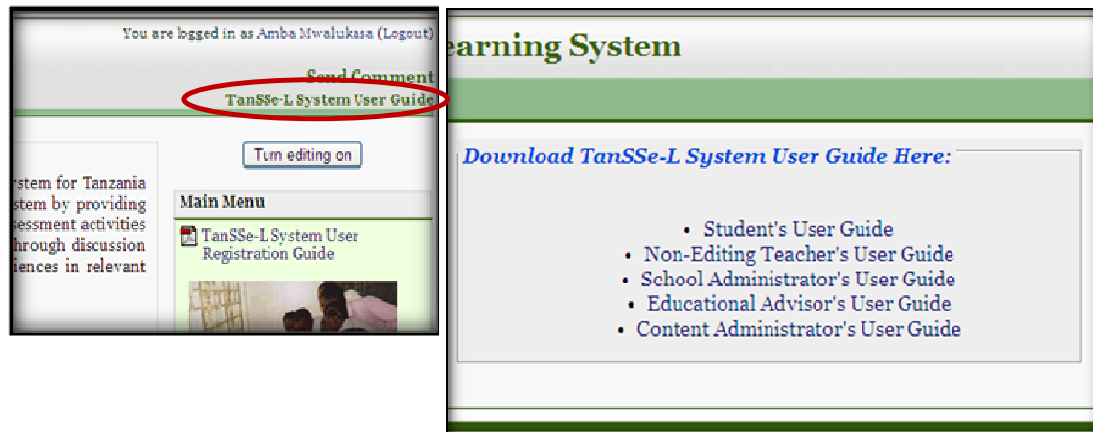 You are logged in as Amba Mwalukasa (Logout)
Send Comment
TanSSe-L System User Guide
Turn editing on
stem for Tanzania
stem by providing
sessment activities
hrough discussion
iences in relevant
Main Menu
TanSSe-L System User
Registration Guide
earning System
Download TanSSe-L System User Guide Here:
• Student's User Guide
• Non-Editing Teacher's User Guide
• School Administrator's User Guide
• Educational Advisor's User Guide
• Content Administrator's User Guide